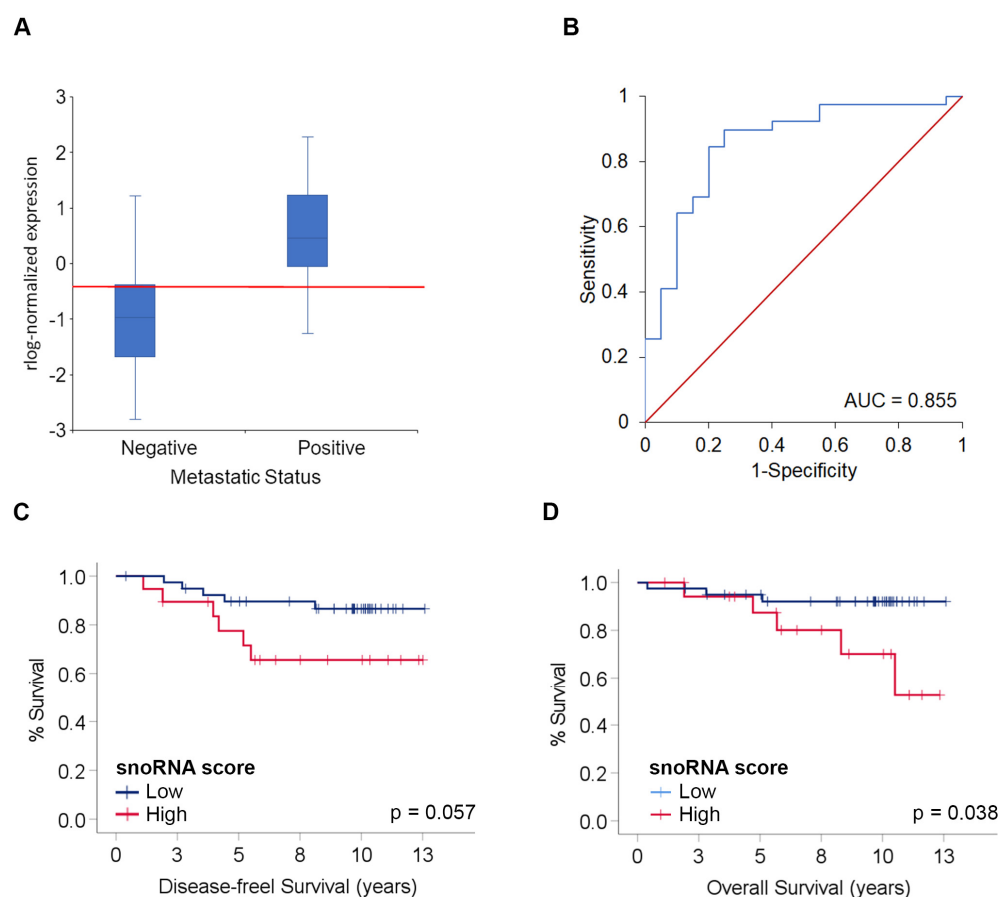 A
B
3
2
1
0
-1
-2
-3
rlog-normalized expression
Negative Positive
Metastatic Status
1
0.8
0.6
0.4
0.2
0
Sensitivity
AUC = 0.855
0 0.2 0.4 0.6 0.8 1
1-Specificity
C
D
1.0
0.8
0.6
0.4
0.2
0.0
% Survival
snoRNA score
Low
High
p = 0.057
0 3 5 8 10 13
Disease-freel Survival (years)
1.0
0.8
0.6
0.4
0.2
0.0
% Survival
snoRNA score
Low
High
p = 0.038
0 3 5 8 10 13
Overall Survival (years)